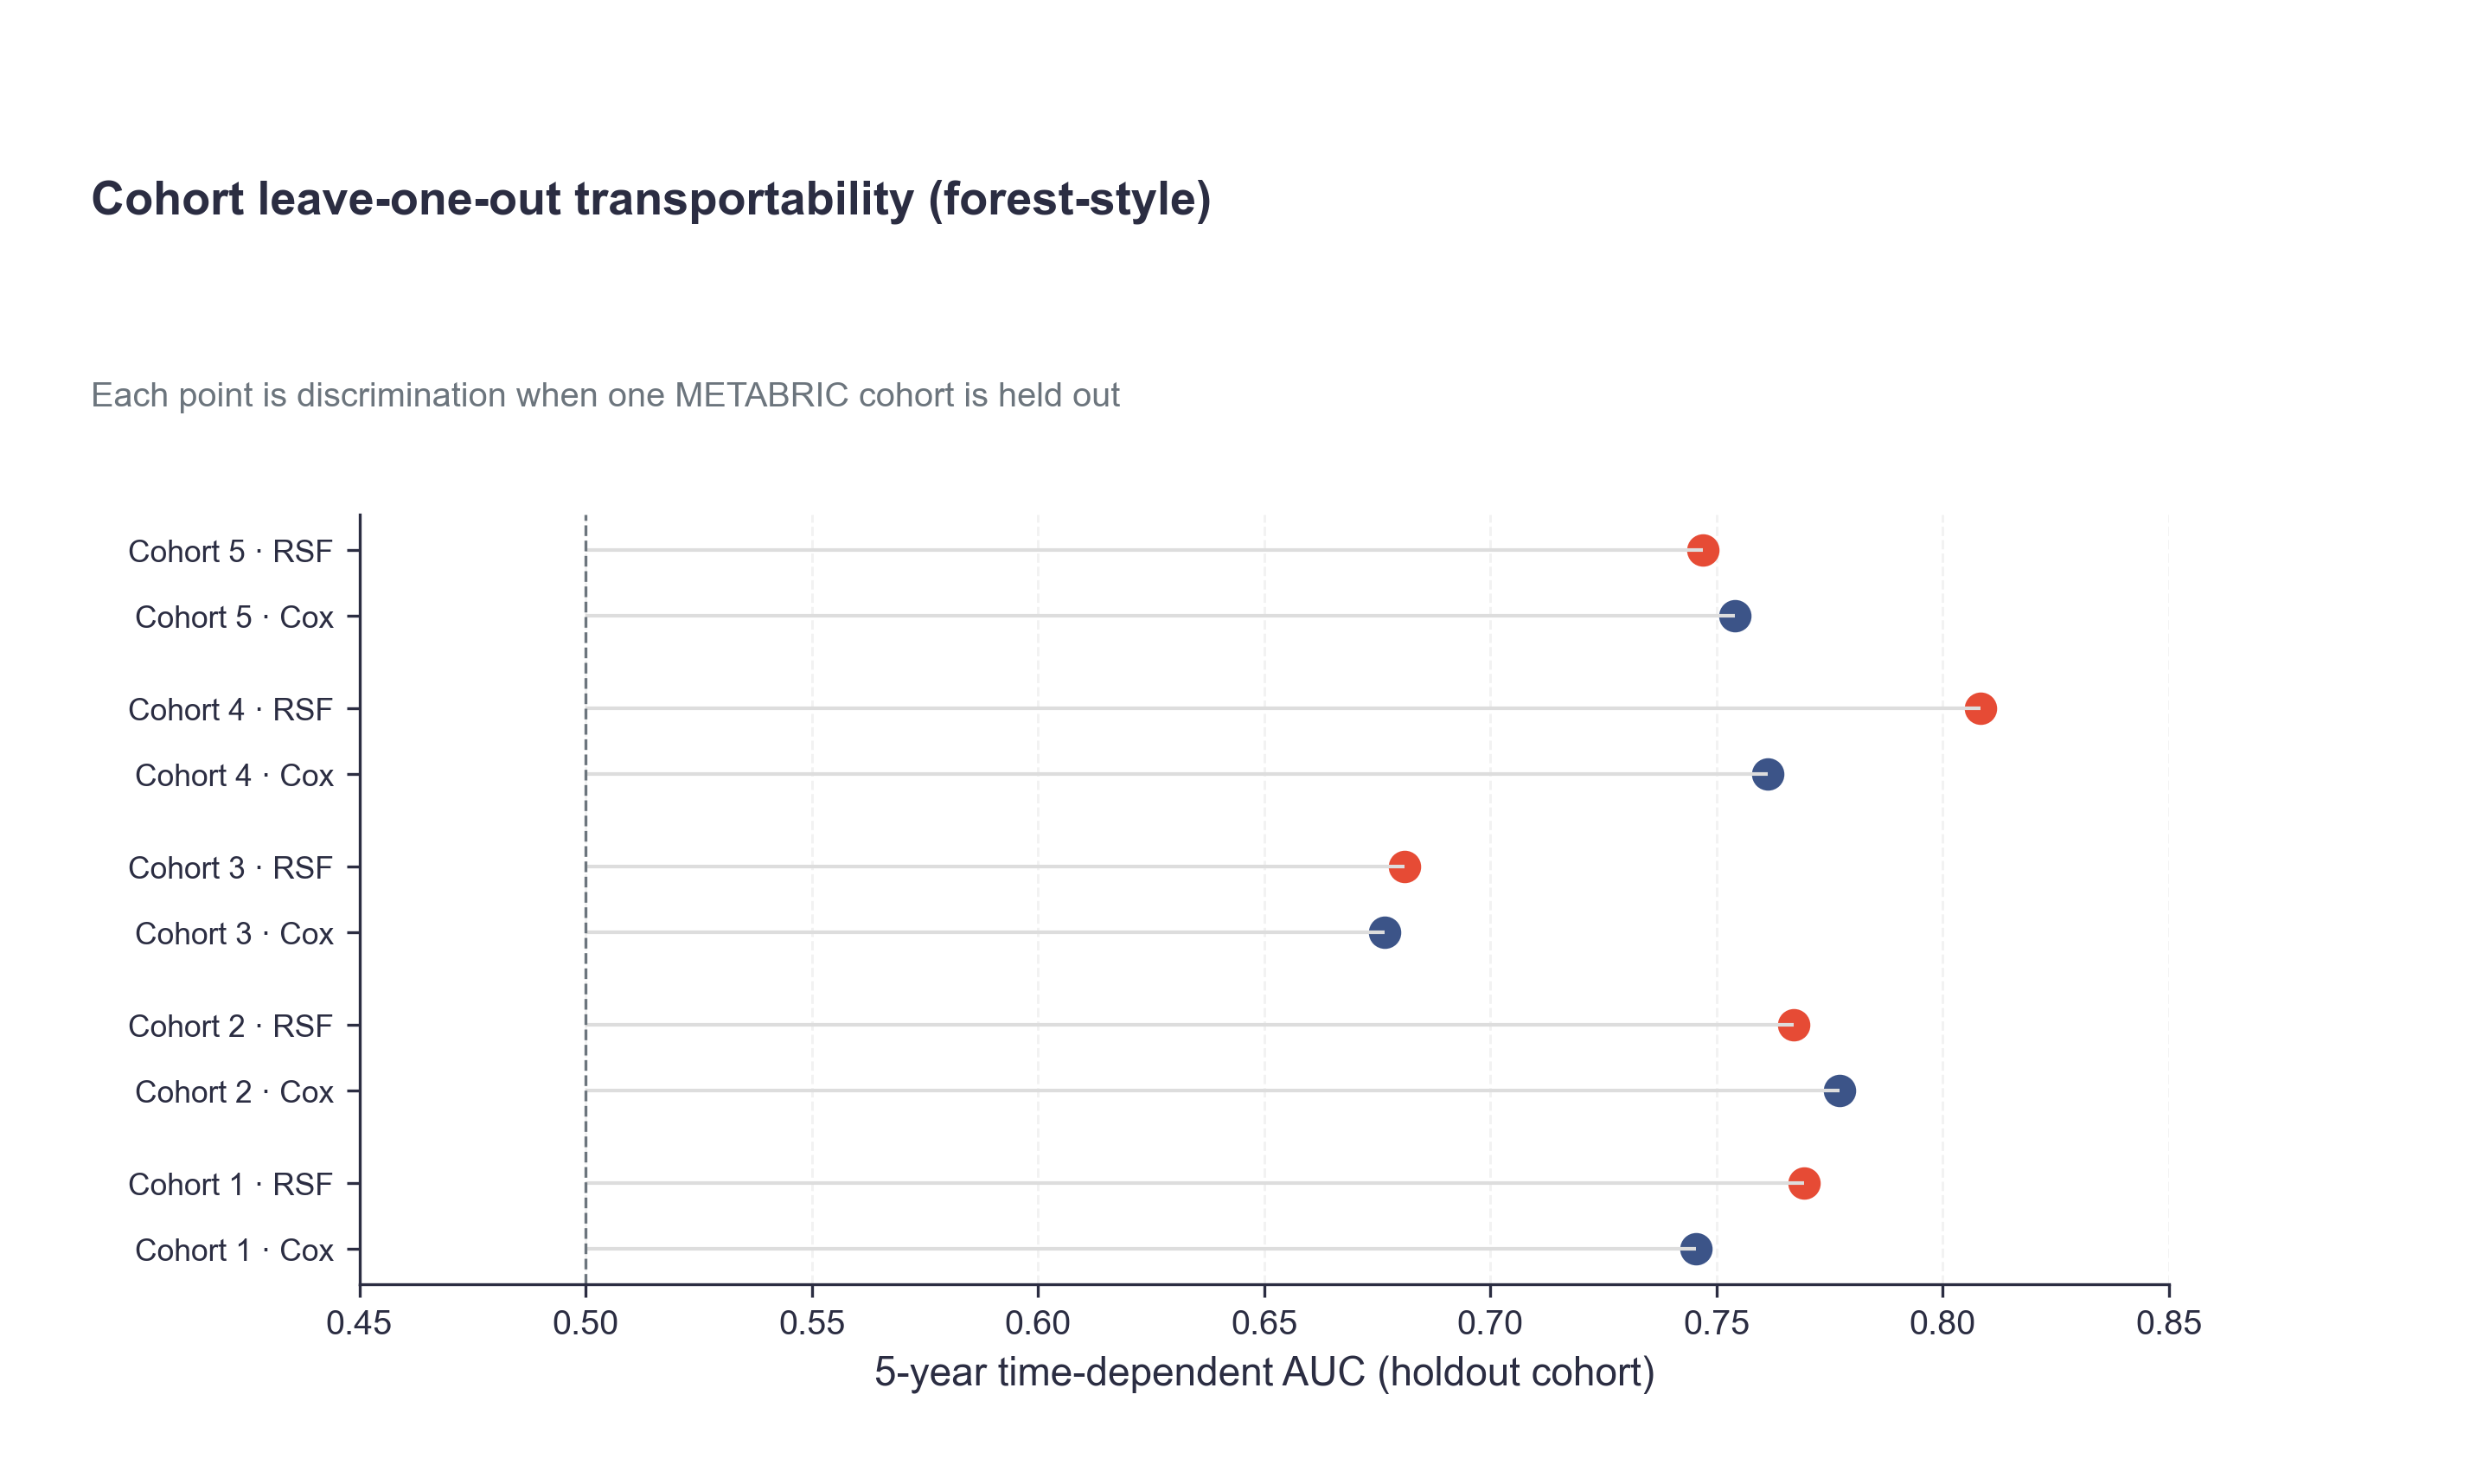 Cohort leave-one-out transportability (forest-style)
Each point is discrimination when one METABRIC cohort is held out
Cohort 5 · RSF
Cohort 5 · Cox
Cohort 4 · RSF
Cohort 4 · Cox
Cohort 3 · RSF
Cohort 3 · Cox
Cohort 2 · RSF
Cohort 2 · Cox
Cohort 1 · RSF
Cohort 1 · Cox
0.45 0.50 0.55 0.60 0.65 0.70 0.75 0.80 0.85
5-year time-dependent AUC (holdout cohort)